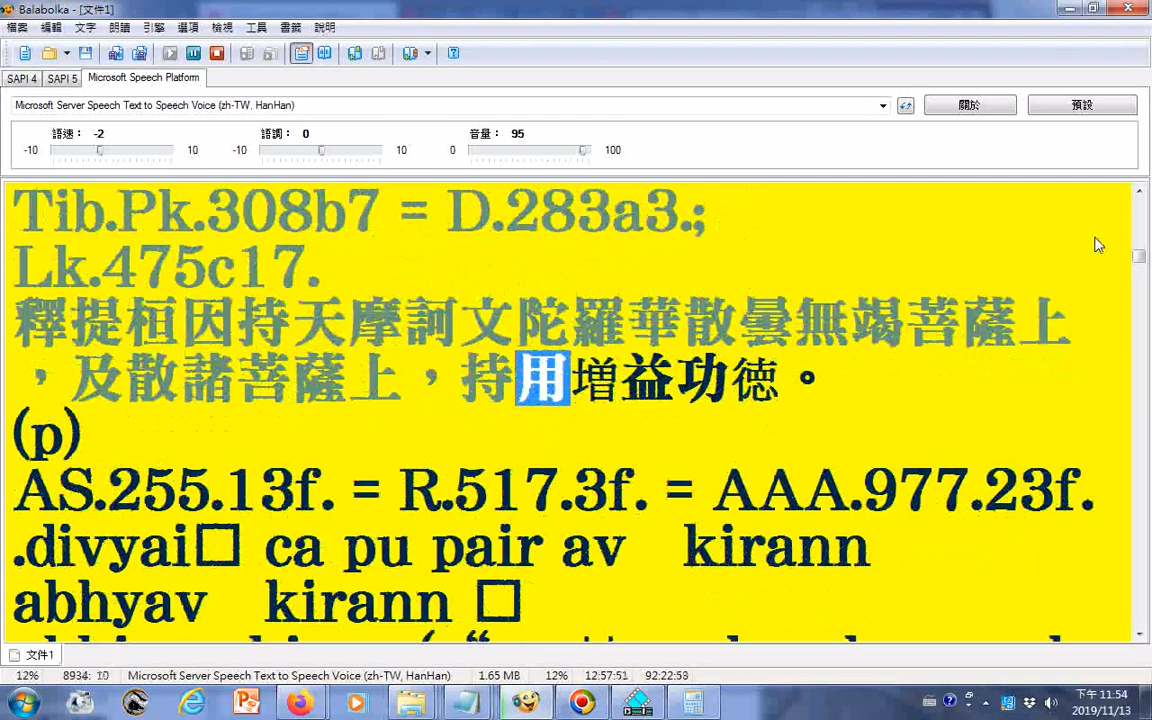 Balabolka - [文件1]
檔案 編輯 文字 朗讀 引擎 選項 檢視 工具 書籤 說明
SAPI 4 SAPI 5 Microsoft Speech Platform
Microsoft Server Speech Text to Speech Voice (zh-TW, HanHan) 關於 預設
語速： -2 語調： 0 音量： 95
-10 10 -10 10 0 100
Tib.Pk.308b7 = D.283a3.;
Lk.475c17.
釋提桓因持天摩訶文陀羅華散曇無竭菩薩上
，及散諸菩薩上，持用増益功徳。
(p)
AS.255.13f. = R.517.3f. = AAA.977.23f.
.divyai□ ca pu pair av kirann
abhyav kirann □
文件1
12% 8934: 10 Microsoft Server Speech Text to Speech Voice (zh-TW, HanHan) 1.65 MB 12% 12:57:51 92:22:58
下午 11:54
2019/11/13